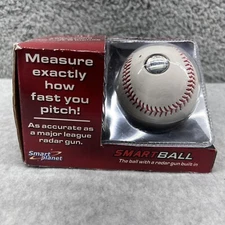 Measure
exactly
how
fast you
pitch!
As accurate as
a major league
radar gun.
Smart
planet
SMARTBALL
The ball with a radar gun built in